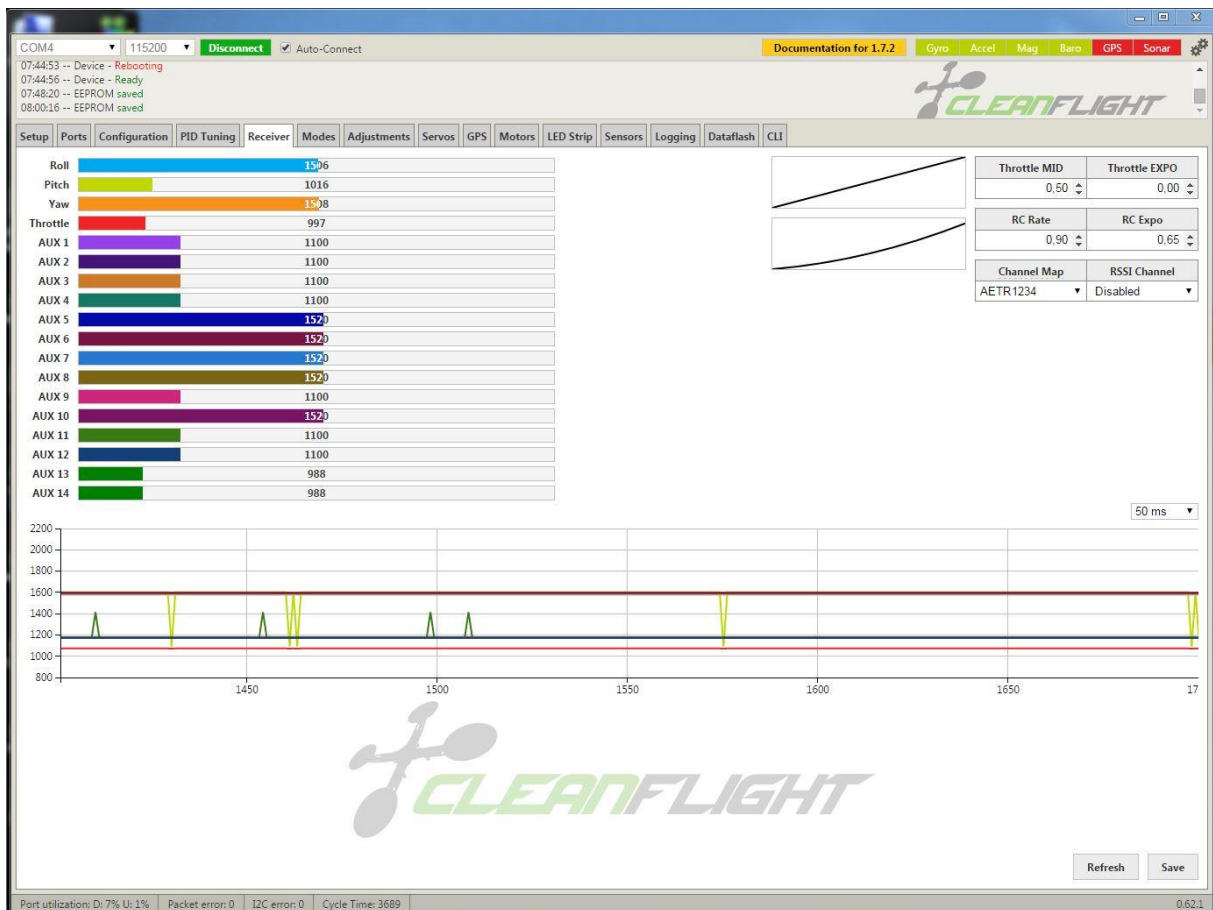 COM4 115200 Disconnect Auto-Connect Documentation for 1.7.2 Gyro Accel Mag Baro GPS Sonar
07:44:53 -- Device - Rebooting
07:44:56 -- Device - Ready
07:48:20 -- EEPROM saved
08:00:16 -- EEPROM saved
CLEANFLIGHT
Setup Ports Configuration PID Tuning Receiver Modes Adjustments Servos GPS Motors LED Strip Sensors Logging Dataflash CLI
Roll 1506
Pitch 1016
Yaw 1508
Throttle 997
AUX 1 1100
AUX 2 1100
AUX 3 1100
AUX 4 1100
AUX 5 1520
AUX 6 1520
AUX 7 1520
AUX 8 1520
AUX 9 1100
AUX 10 1520
AUX 11 1100
AUX 12 1100
AUX 13 988
AUX 14 988
Throttle MID Throttle EXPO
0,50 0,00
RC Rate RC Expo
0,90 0,65
Channel Map RSSI Channel
AETR1234 Disabled
50 ms
2200
2000
1800
1600
1400
1200
1000
800
1450 1500 1550 1600 1650 17
CLEANFLIGHT
Refresh Save
Port utilization: D: 7% U: 1% Packet error: 0 I2C error: 0 Cycle Time: 3689 0.62.1